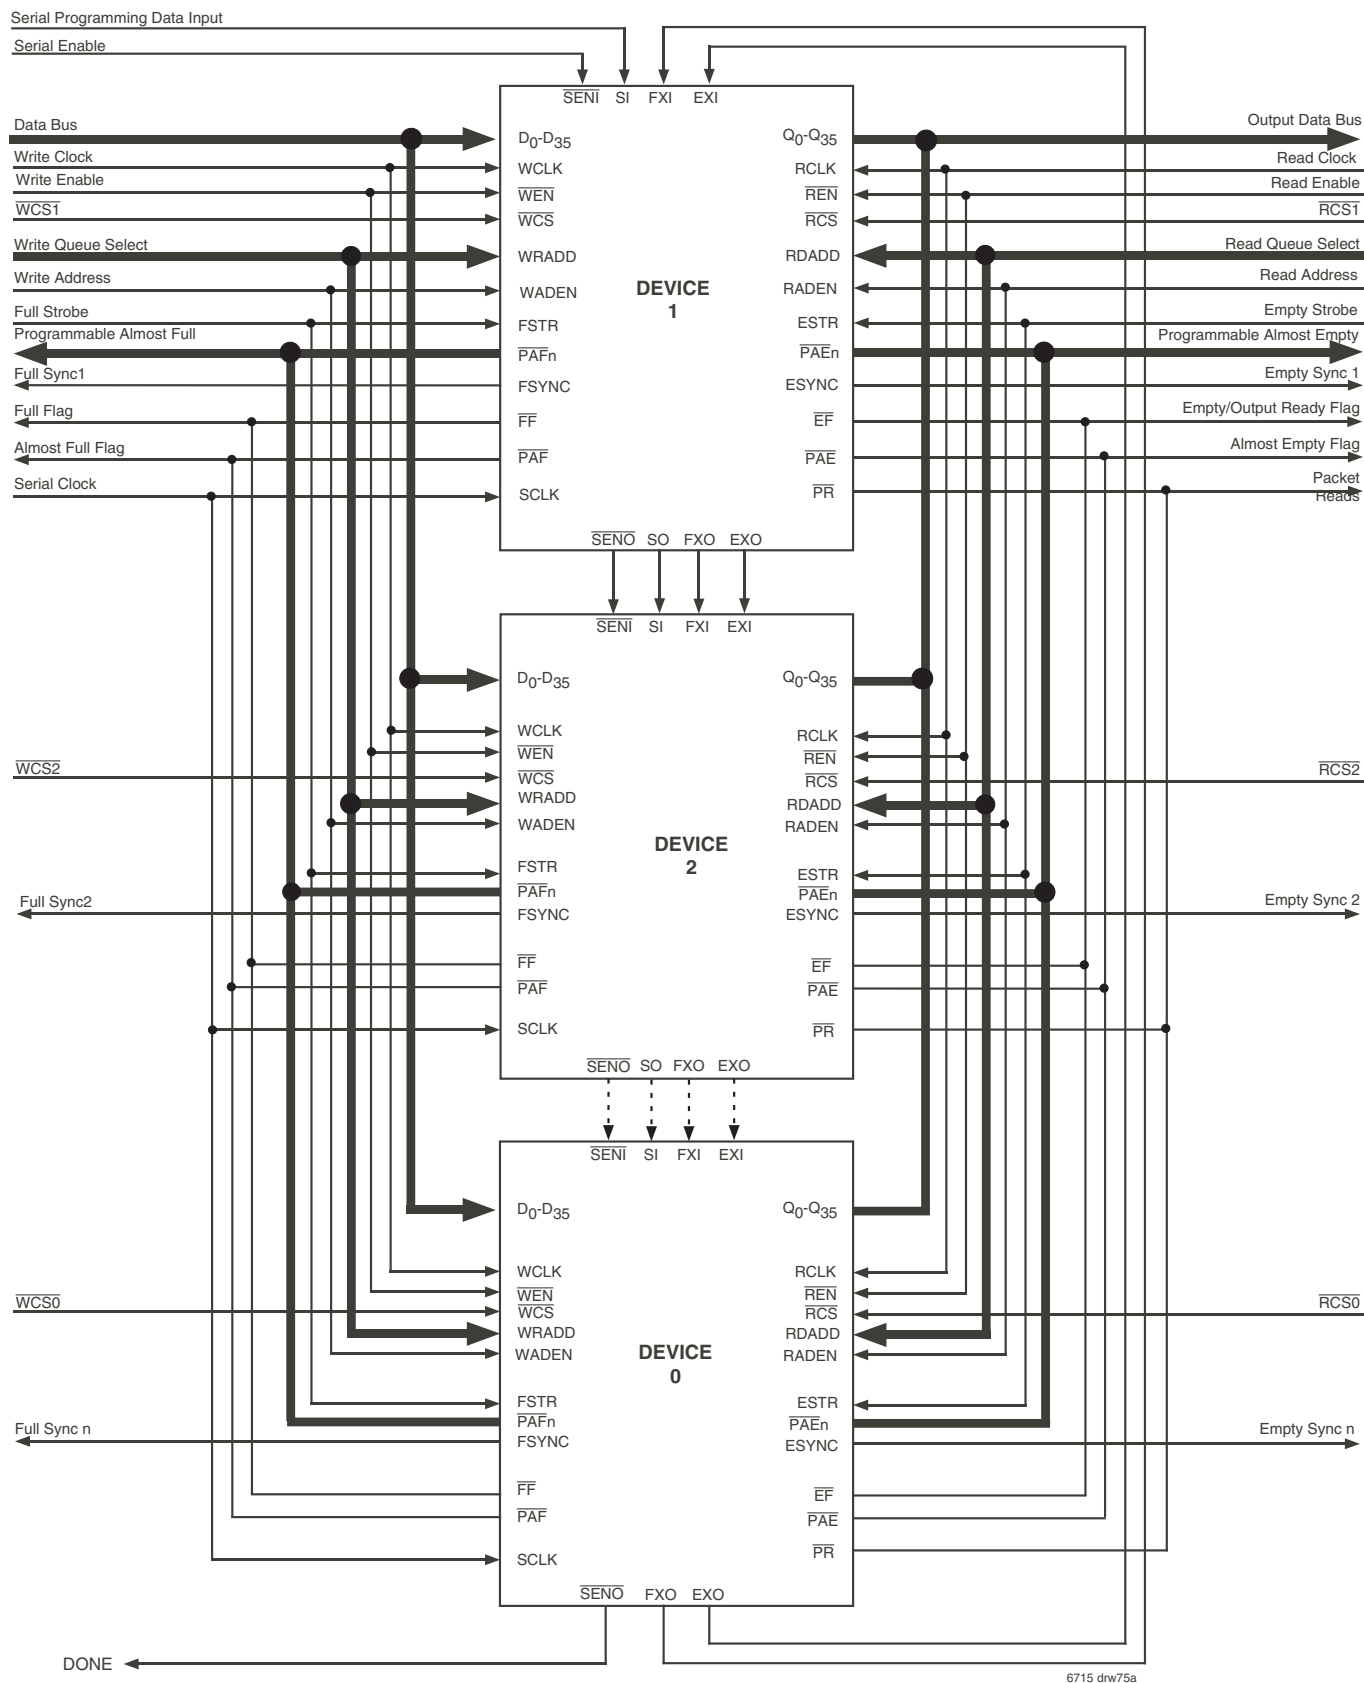 Serial Programming Data Input
Serial Enable
SENI SI FXI EXI
Data Bus D0-D35 Q0-Q35 Output Data Bus
Write Clock WCLK RCLK Read Clock
Write Enable WEN REN Read Enable
WCS1 WCS RCS RCS1
Write Queue Select WRADD RDADD Read Queue Select
Write Address WADEN RADEN Read Address
DEVICE
1
Full Strobe FSTR ESTR Empty Strobe
Programmable Almost Full PAFn PAEn Programmable Almost Empty
Full Sync1 FSYNC ESYNC Empty Sync 1
Full Flag FF EF Empty/Output Ready Flag
Almost Full Flag PAF PAE Almost Empty Flag
Serial Clock SCLK PR Packet
Reads
SENO SO FXO EXO
SENI SI FXI EXI
D0-D35 Q0-Q35
WCLK RCLK
WEN REN
WCS2 WCS RCS RCS2
WRADD RDADD
WADEN RADEN
DEVICE
2
FSTR ESTR
PAFn PAEn
Full Sync2 FSYNC ESYNC Empty Sync 2
FF EF
PAF PAE
SCLK PR
SENO SO FXO EXO
SENI SI FXI EXI
D0-D35 Q0-Q35
WCLK RCLK
WEN REN
WCS0 WCS RCS RCS0
WRADD RDADD
WADEN RADEN
DEVICE
0
FSTR ESTR
PAFn PAEn
Full Sync n FSYNC ESYNC Empty Sync n
FF EF
PAF PAE
SCLK PR
SENO FXO EXO
DONE
6715 drw75a